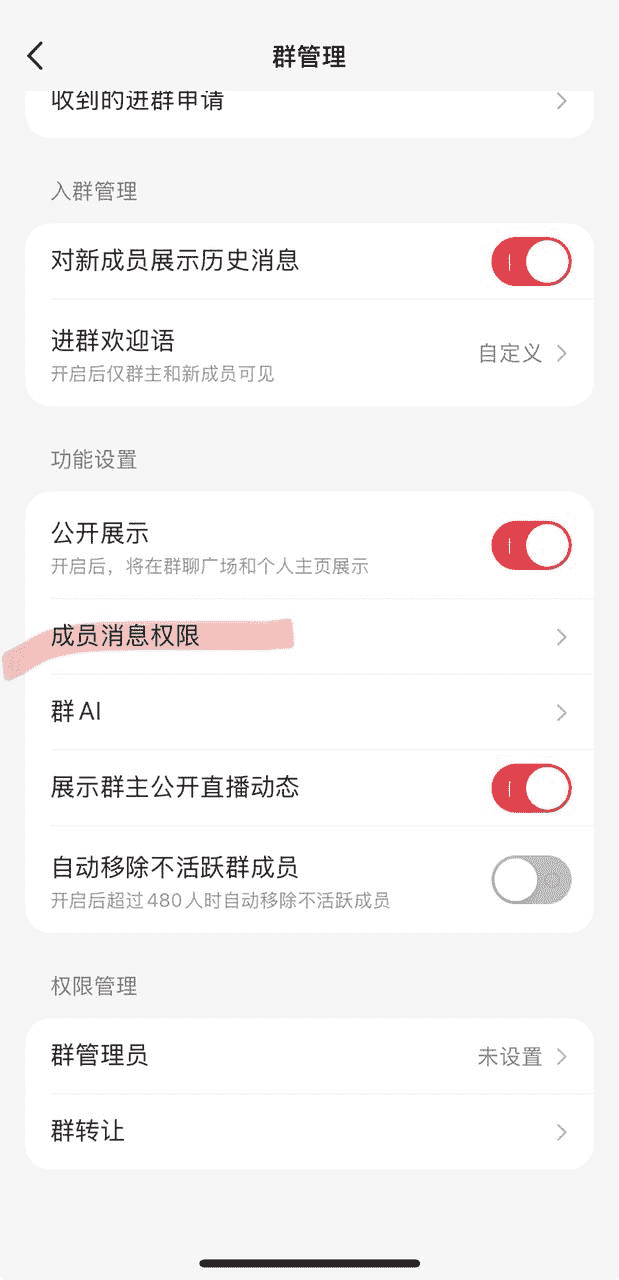 群管理
收到的进群申请
入群管理
对新成员展示历史消息
进群欢迎语
自定义
开启后仅群主和新成员可见
功能设置
公开展示
开启后，将在群聊广场和个人主页展示
成员消息权限
群AI
展示群主公开直播动态
自动移除不活跃群成员
开启后超过480人时自动移除不活跃成员
权限管理
群管理员
未设置
群转让